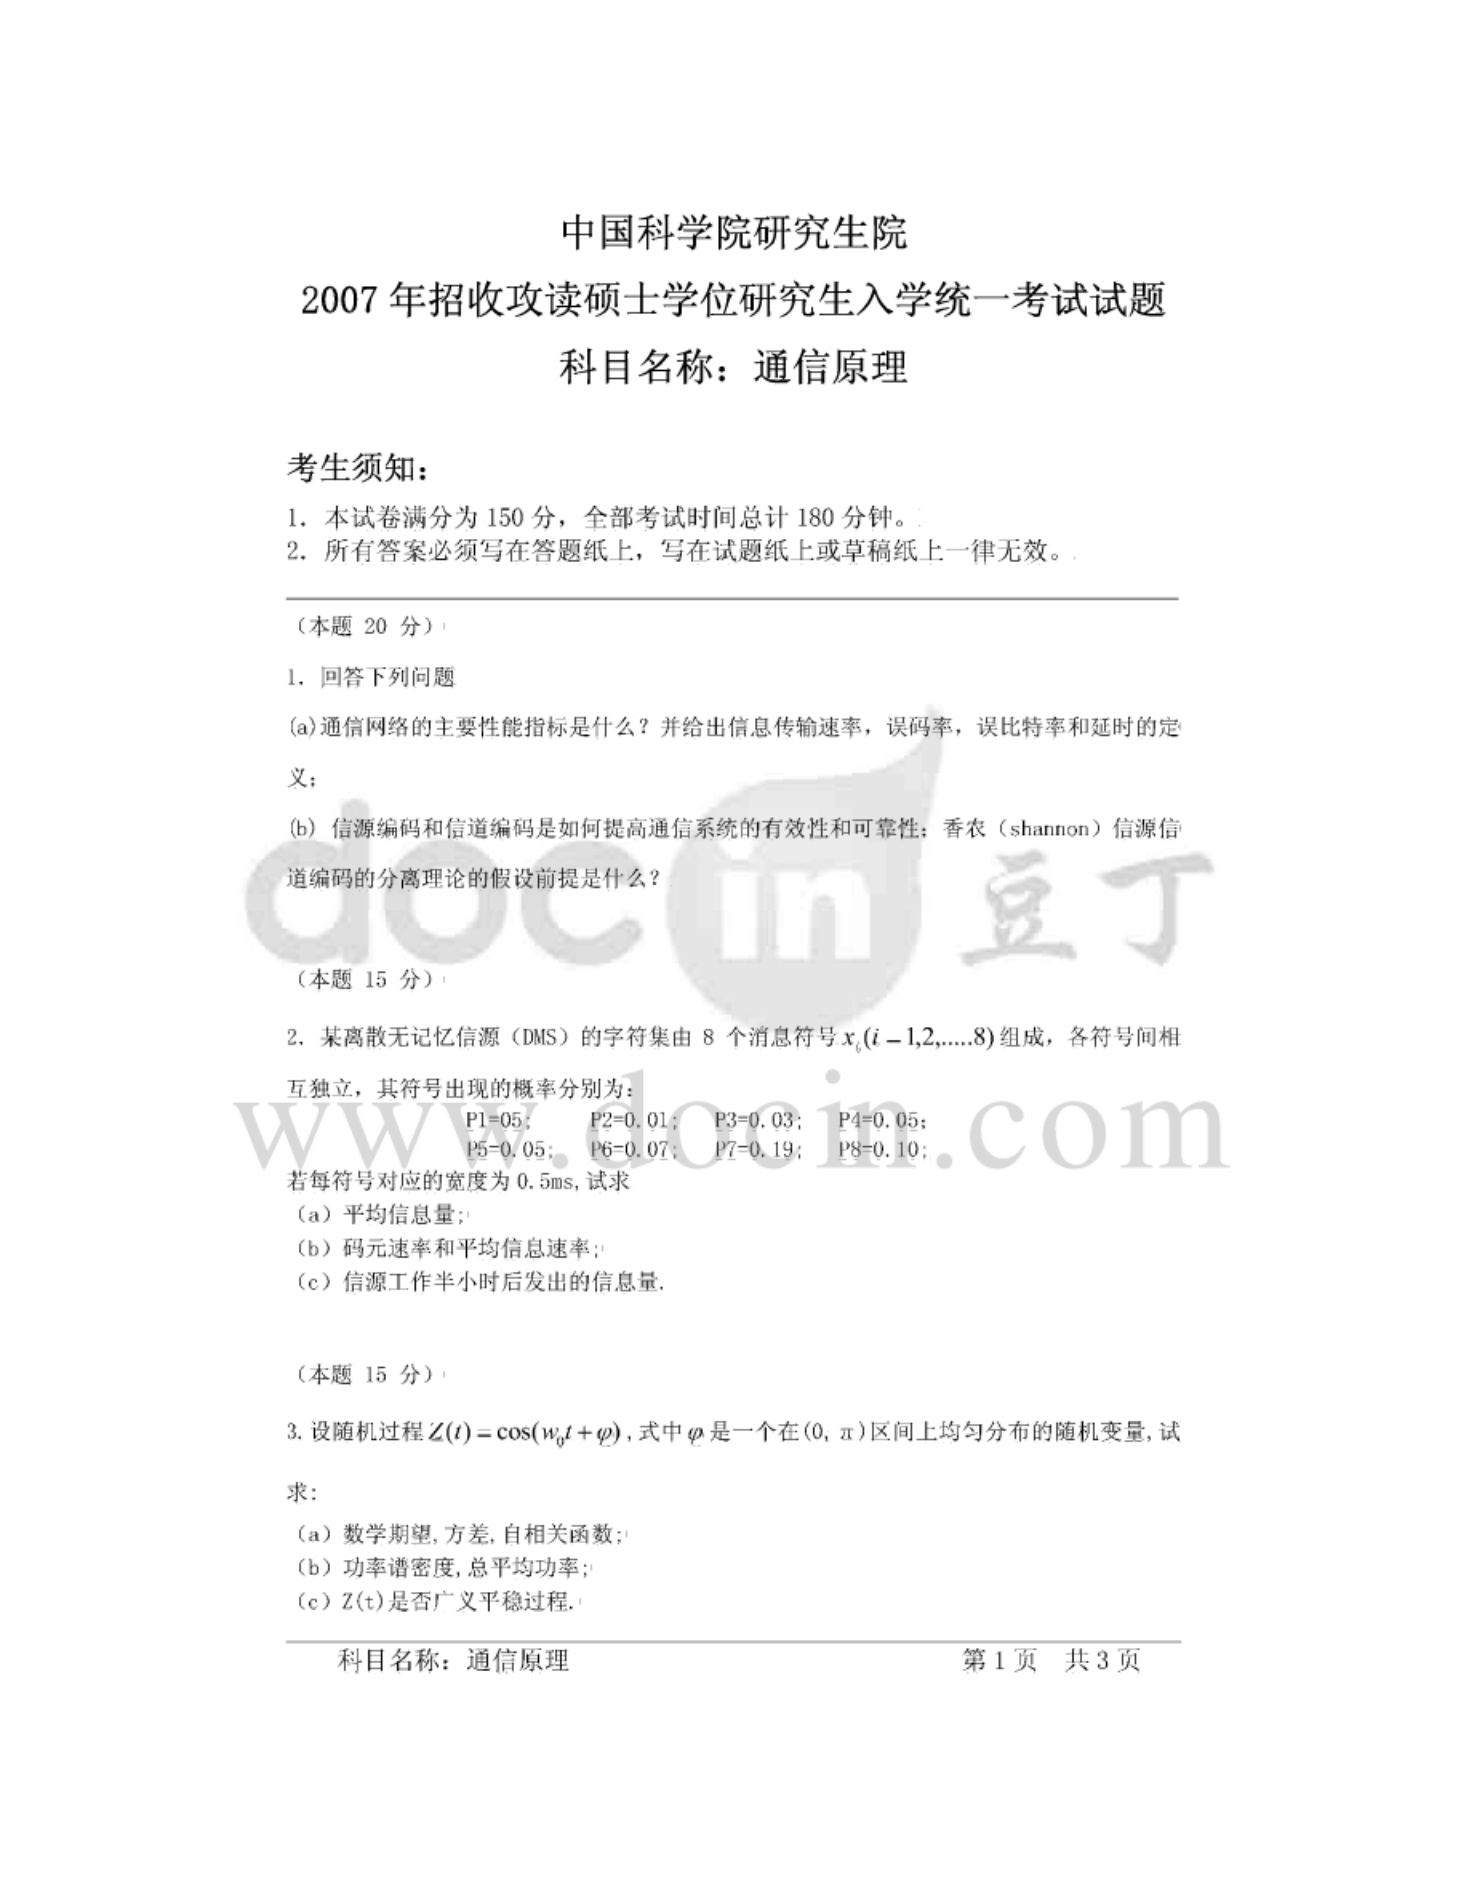 中国科学院研究生院
2007 年招收攻读硕士学位研究生入学统一考试试题
科目名称：通信原理
考生须知：
1. 本试卷满分为 150 分，全部考试时间总计 180 分钟。
2. 所有答案必须写在答题纸上，写在试题纸上或草稿纸上一律无效。
（本题 20 分）
1. 回答下列问题
(a)通信网络的主要性能指标是什么？并给出信息传输速率，误码率，误比特率和延时的定
义；
(b) 信源编码和信道编码是如何提高通信系统的有效性和可靠性；香农（shannon）信源信
道编码的分离理论的假设前提是什么？
docin 豆丁
（本题 15 分）
2. 某离散无记忆信源（DMS）的字符集由 8 个消息符号 x_i(i=1,2,.....8) 组成，各符号间相
互独立，其符号出现的概率分别为：
P1=05; P2=0.01; P3=0.03; P4=0.05;
P5=0.05; P6=0.07; P7=0.19; P8=0.10;
www.docin.com
若每符号对应的宽度为 0.5ms,试求
（a）平均信息量;
（b）码元速率和平均信息速率;
（c）信源工作半小时后发出的信息量.
（本题 15 分）
3.设随机过程 Z(t)=cos(w₀t+φ),式中 φ 是一个在(0, π)区间上均匀分布的随机变量,试
求:
（a）数学期望,方差,自相关函数;
（b）功率谱密度,总平均功率;
（c）Z(t)是否广义平稳过程.
科目名称：通信原理 第 1 页 共 3 页